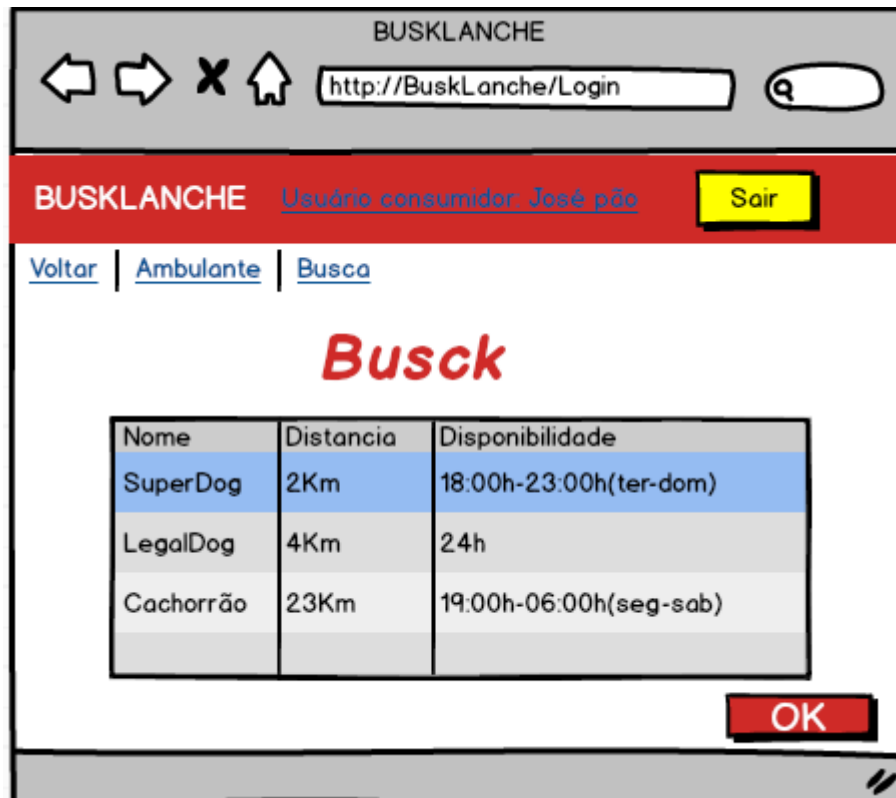 BUSKLANCHE
http://BuskLanche/Login
BUSKLANCHE Usuário consumidor: José pão Sair
Voltar Ambulante Busca
Busck
Nome Distancia Disponibilidade
SuperDog 2Km 18:00h-23:00h(ter-dom)
LegalDog 4Km 24h
Cachorrão 23Km 19:00h-06:00h(seg-sab)
OK